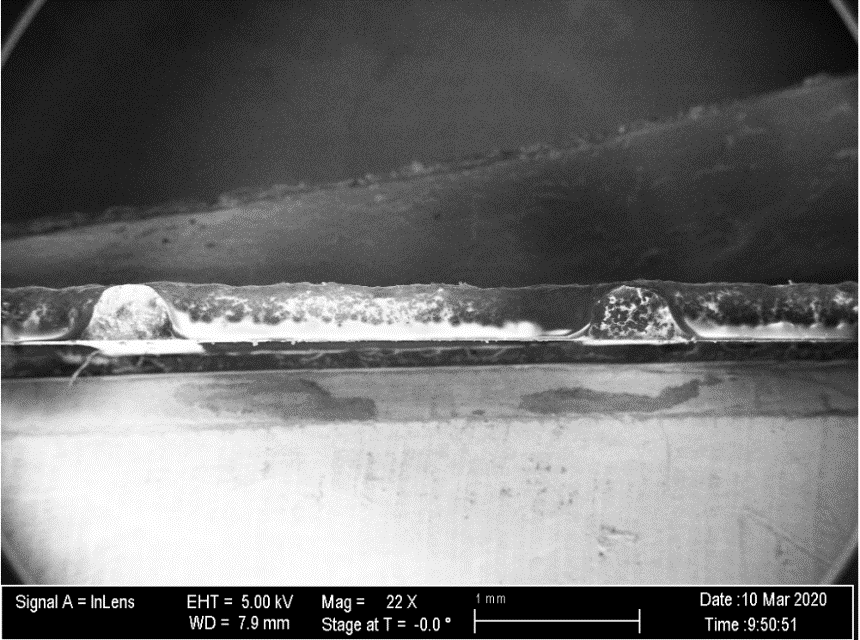 1 mm
Signal A = InLens EHT = 5.00 kV Mag = 22 X Date :10 Mar 2020
WD = 7.9 mm Stage at T = -0.0 ° Time :9:50:51